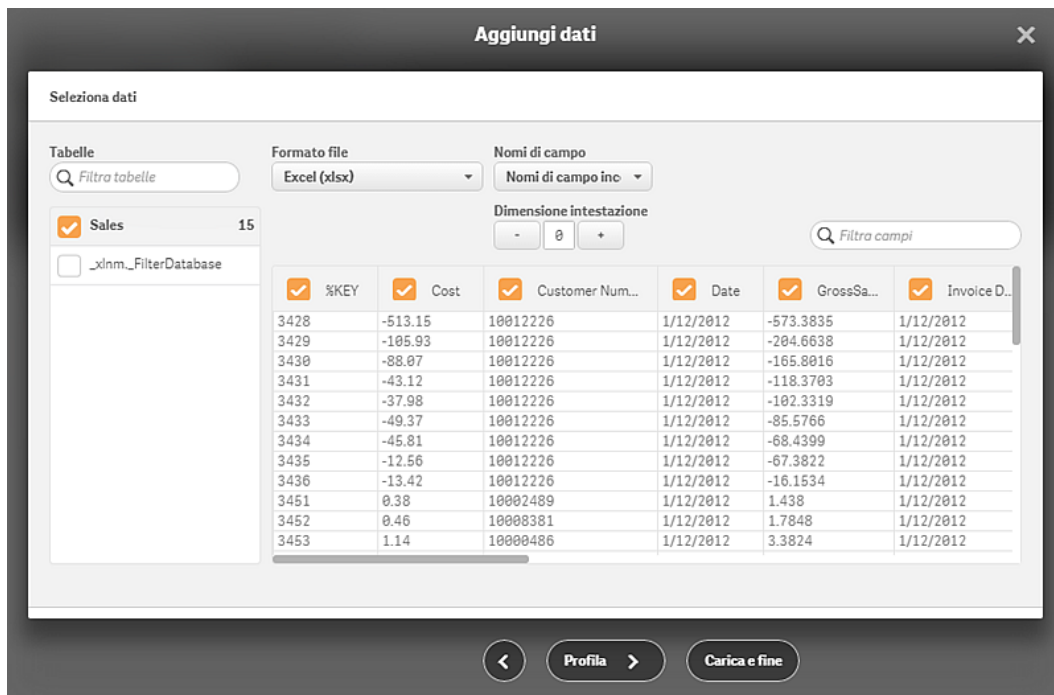 Aggiungi dati
Seleziona dati
Tabelle
Filtra tabelle
Sales 15
_xlnm._FilterDatabase
Formato file
Excel (xlsx)
Nomi di campo
Nomi di campo inc
Dimensione intestazione
- 0 +
Filtra campi
%KEY Cost Customer Num... Date GrossSa... Invoice D...
3428 -513.15 10012226 1/12/2012 -573.3835 1/12/2012
3429 -105.93 10012226 1/12/2012 -204.6638 1/12/2012
3430 -88.07 10012226 1/12/2012 -165.8016 1/12/2012
3431 -43.12 10012226 1/12/2012 -118.3703 1/12/2012
3432 -37.98 10012226 1/12/2012 -102.3319 1/12/2012
3433 -49.37 10012226 1/12/2012 -85.5766 1/12/2012
3434 -45.81 10012226 1/12/2012 -68.4399 1/12/2012
3435 -12.56 10012226 1/12/2012 -67.3822 1/12/2012
3436 -13.42 10012226 1/12/2012 -16.1534 1/12/2012
3451 0.38 10002489 1/12/2012 1.438 1/12/2012
3452 0.46 10008381 1/12/2012 1.7848 1/12/2012
3453 1.14 10000486 1/12/2012 3.3824 1/12/2012
Profila
Carica e fine